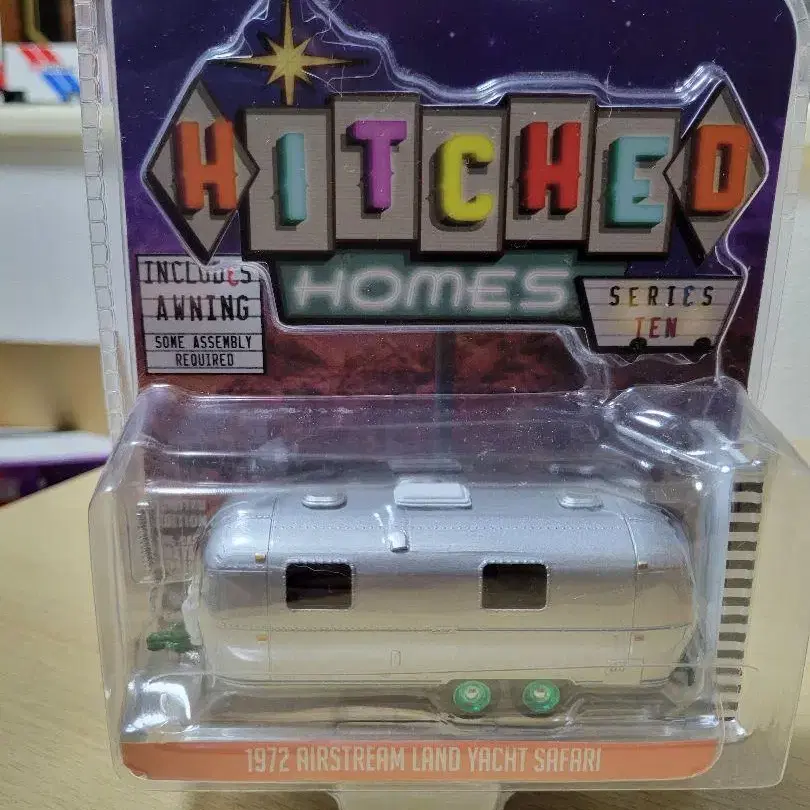 HITCHED
HOMES
SERIES
TEN
INCLUDES
AWNING
SOME ASSEMBLY
REQUIRED
1972 AIRSTREAM LAND YACHT SAFARI